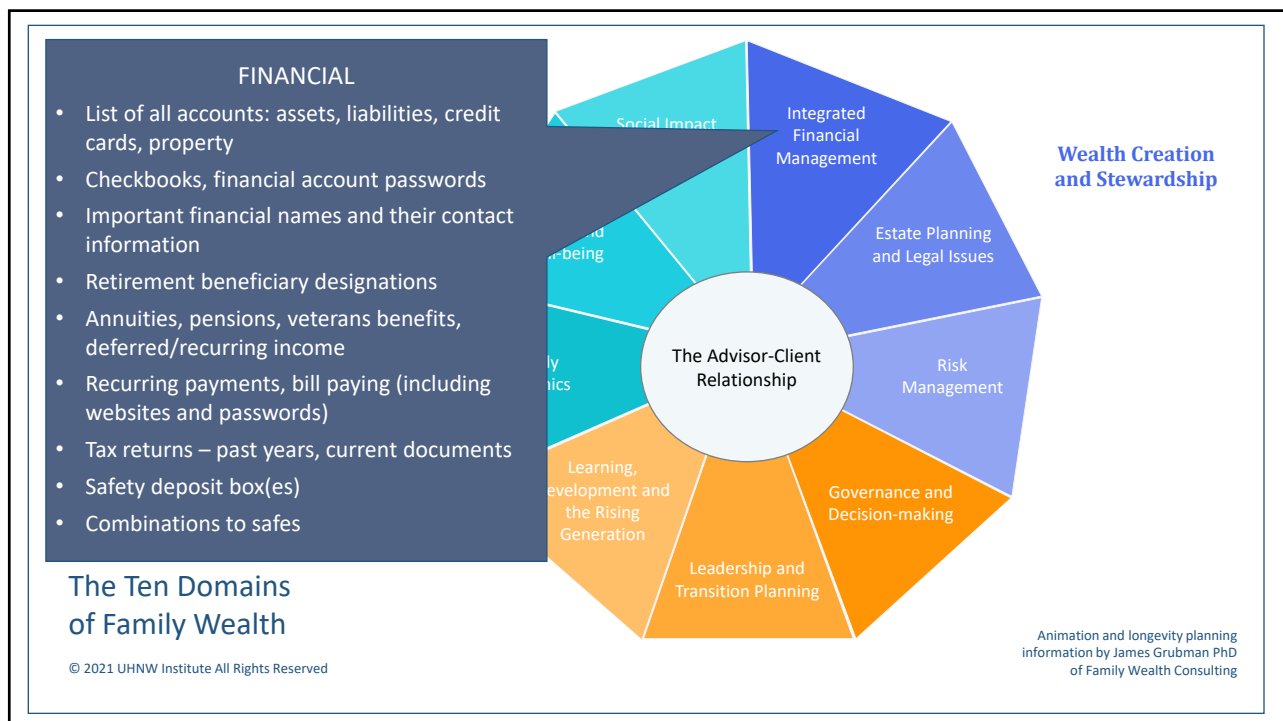 FINANCIAL
• List of all accounts: assets, liabilities, credit
cards, property
• Checkbooks, financial account passwords
• Important financial names and their contact
information
• Retirement beneficiary designations
• Annuities, pensions, veterans benefits,
deferred/recurring income
• Recurring payments, bill paying (including
websites and passwords)
• Tax returns – past years, current documents
• Safety deposit box(es)
• Combinations to safes
Social Impact
Integrated
Financial
Management
Wealth Creation
and Stewardship
Estate Planning
and Legal Issues
-being
The Advisor-Client
Relationship
Risk
Management
Learning,
evelopment and
the Rising
Generation
Governance and
Decision-making
Leadership and
Transition Planning
The Ten Domains
of Family Wealth
© 2021 UHNW Institute All Rights Reserved
Animation and longevity planning
information by James Grubman PhD
of Family Wealth Consulting